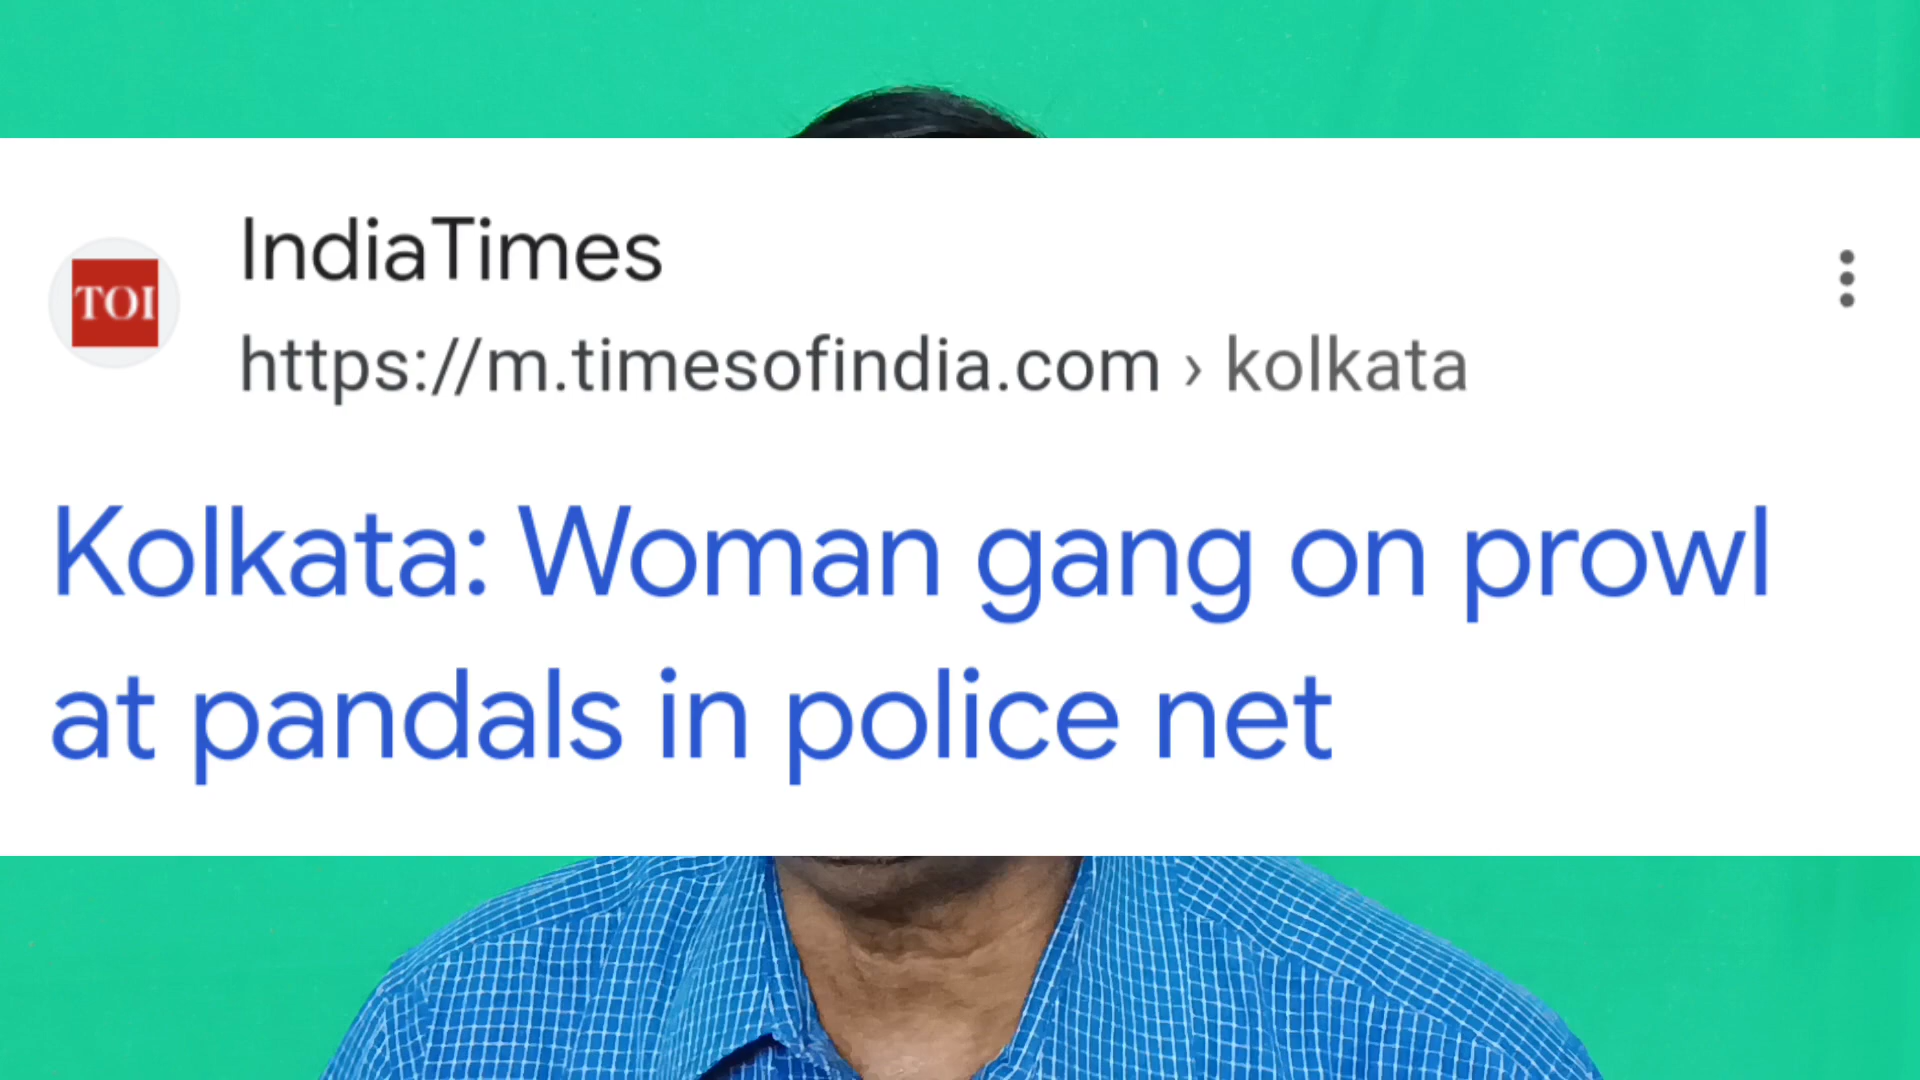 IndiaTimes
TOI
https://m.timesofindia.com › kolkata
Kolkata: Woman gang on prowl
at pandals in police net